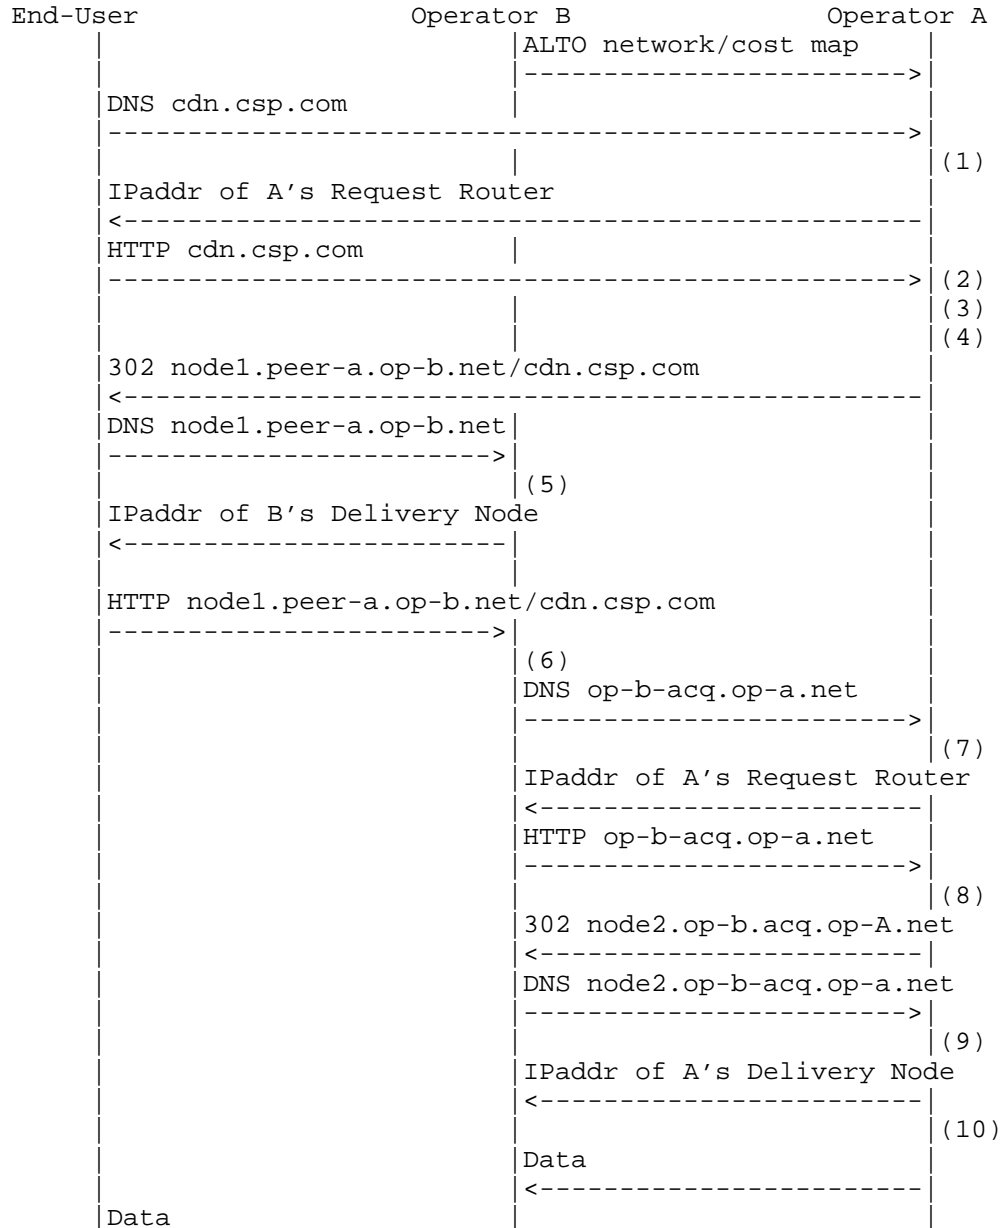 End-User Operator B Operator A
ALTO network/cost map
DNS cdn.csp.com
(1)
IPaddr of A's Request Router
HTTP cdn.csp.com
(2)
(3)
(4)
302 node1.peer-a.op-b.net/cdn.csp.com
DNS node1.peer-a.op-b.net
(5)
IPaddr of B's Delivery Node
HTTP node1.peer-a.op-b.net/cdn.csp.com
(6)
DNS op-b-acq.op-a.net
(7)
IPaddr of A's Request Router
HTTP op-b-acq.op-a.net
(8)
302 node2.op-b.acq.op-A.net
DNS node2.op-b-acq.op-a.net
(9)
IPaddr of A's Delivery Node
(10)
Data
Data